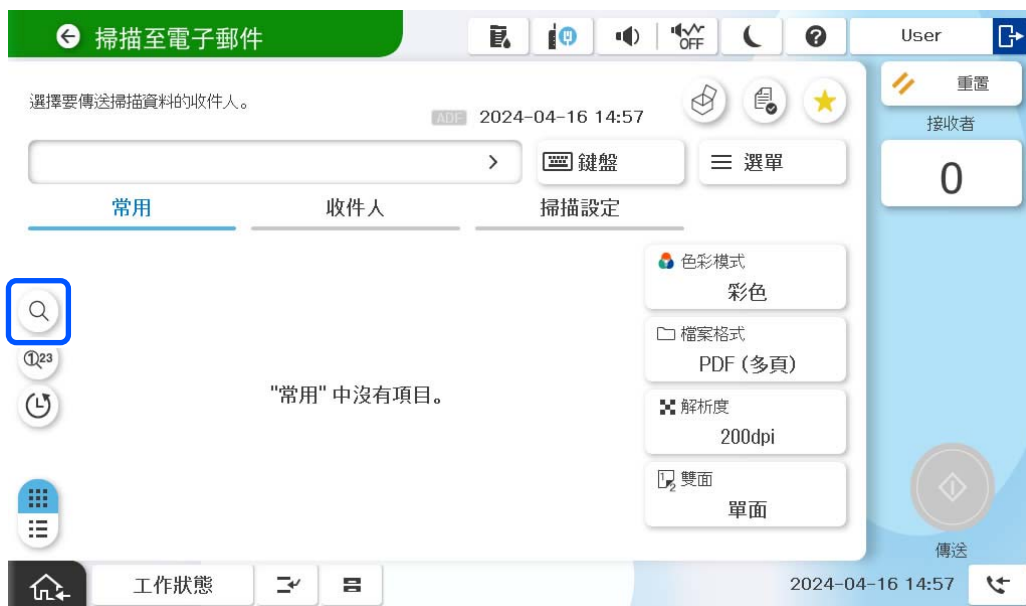 掃描至電子郵件
OFF
User
選擇要傳送掃描資料的收件人。
ADF 2024-04-16 14:57
重置
接收者
0
鍵盤
選單
常用 收件人 掃描設定
色彩模式
彩色
檔案格式
PDF (多頁)
①23
"常用" 中沒有項目。
解析度
200dpi
1 2 雙面
單面
傳送
工作狀態
2024-04-16 14:57